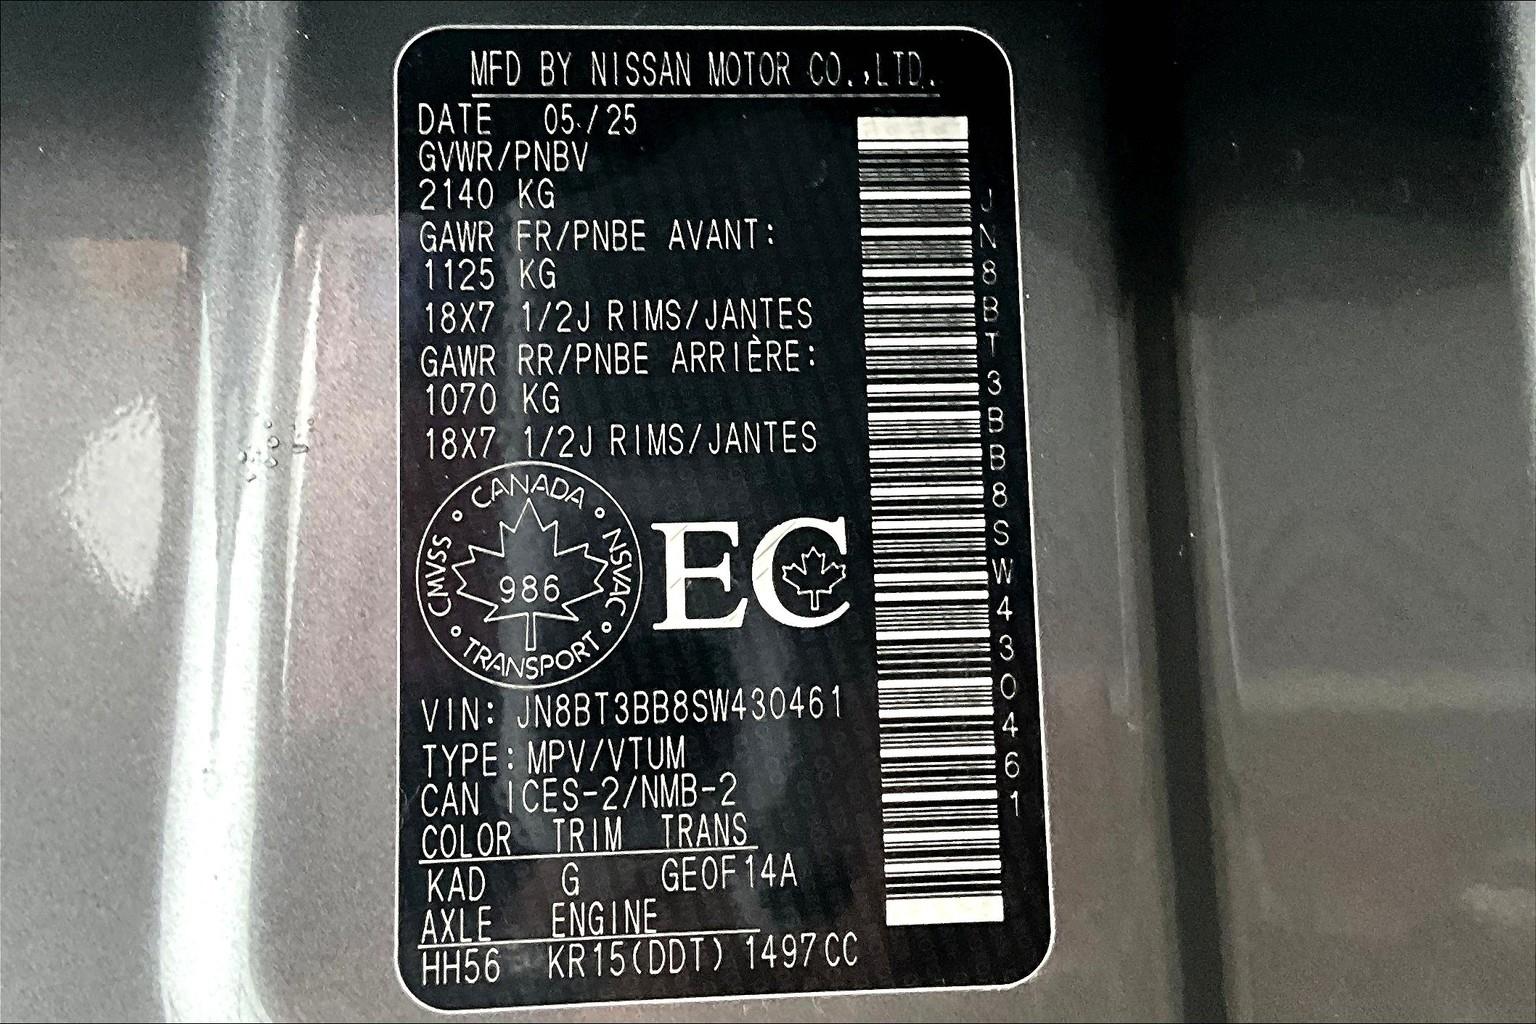 MFD BY NISSAN MOTOR CO.,LTD.
DATE 05/25
GVWR/PNBV
2140 KG
GAWR FR/PNBE AVANT:
1125 KG
18X7 1/2J RIMS/JANTES
GAWR RR/PNBE ARRIÈRE:
1070 KG
18X7 1/2J RIMS/JANTES
CANADA
CMVSS
NSVAC
986
TRANSPORT
EC
VIN: JN8BT3BB8SW430461
TYPE: MPV/VTUM
CAN ICES-2/NMB-2
COLOR TRIM TRANS
KAD G GEOF14A
AXLE ENGINE
HH56 KR15(DDT) 1497CC
JN8BT3BB8SW430461